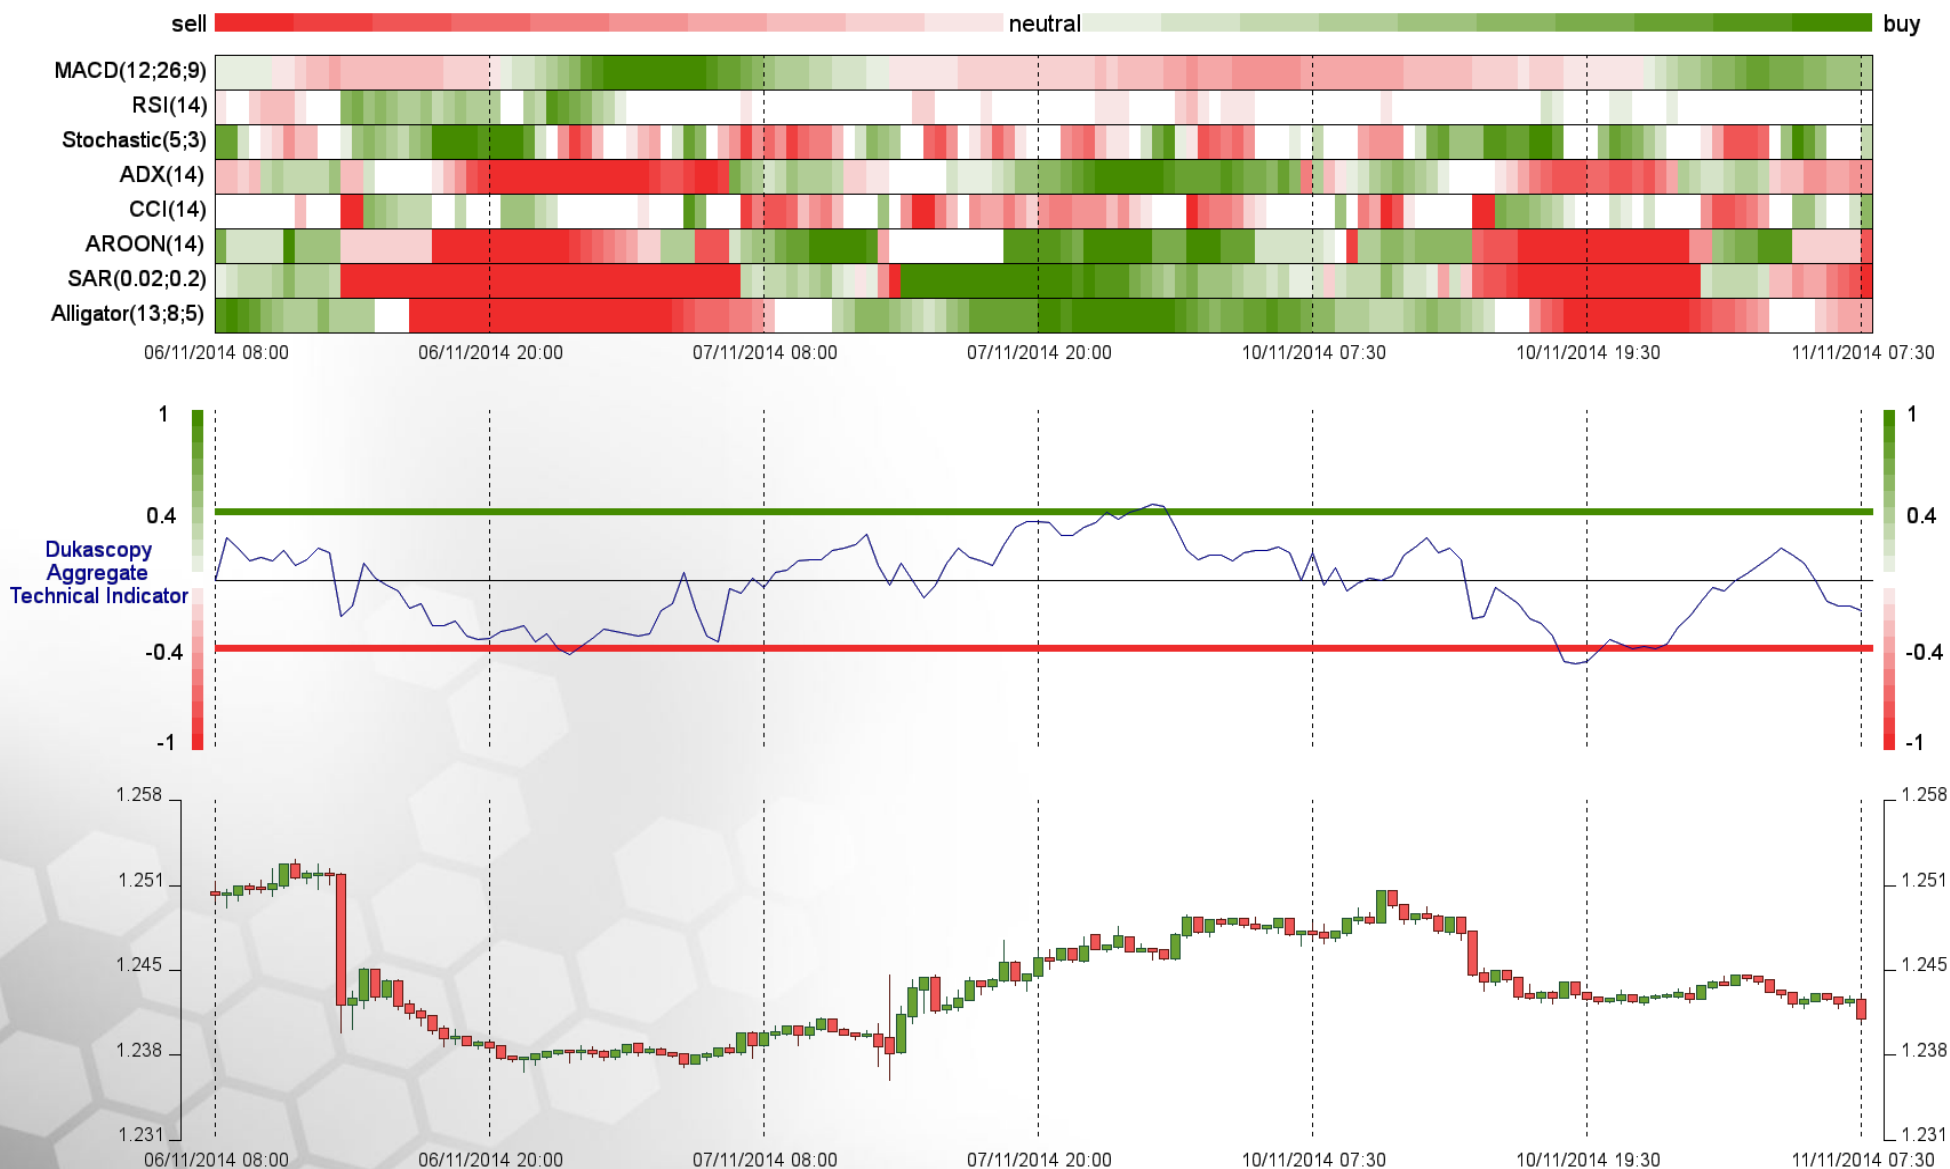 sell neutral buy
MACD(12;26;9)
RSI(14)
Stochastic(5;3)
ADX(14)
CCI(14)
AROON(14)
SAR(0.02;0.2)
Alligator(13;8;5)
06/11/2014 08:00 06/11/2014 20:00 07/11/2014 08:00 07/11/2014 20:00 10/11/2014 07:30 10/11/2014 19:30 11/11/2014 07:30
1 1
0.4 0.4
Dukascopy
Aggregate
Technical Indicator
-0.4 -0.4
-1 -1
1.258 1.258
1.251 1.251
1.245 1.245
1.238 1.238
1.231 1.231
06/11/2014 08:00 06/11/2014 20:00 07/11/2014 08:00 07/11/2014 20:00 10/11/2014 07:30 10/11/2014 19:30 11/11/2014 07:30